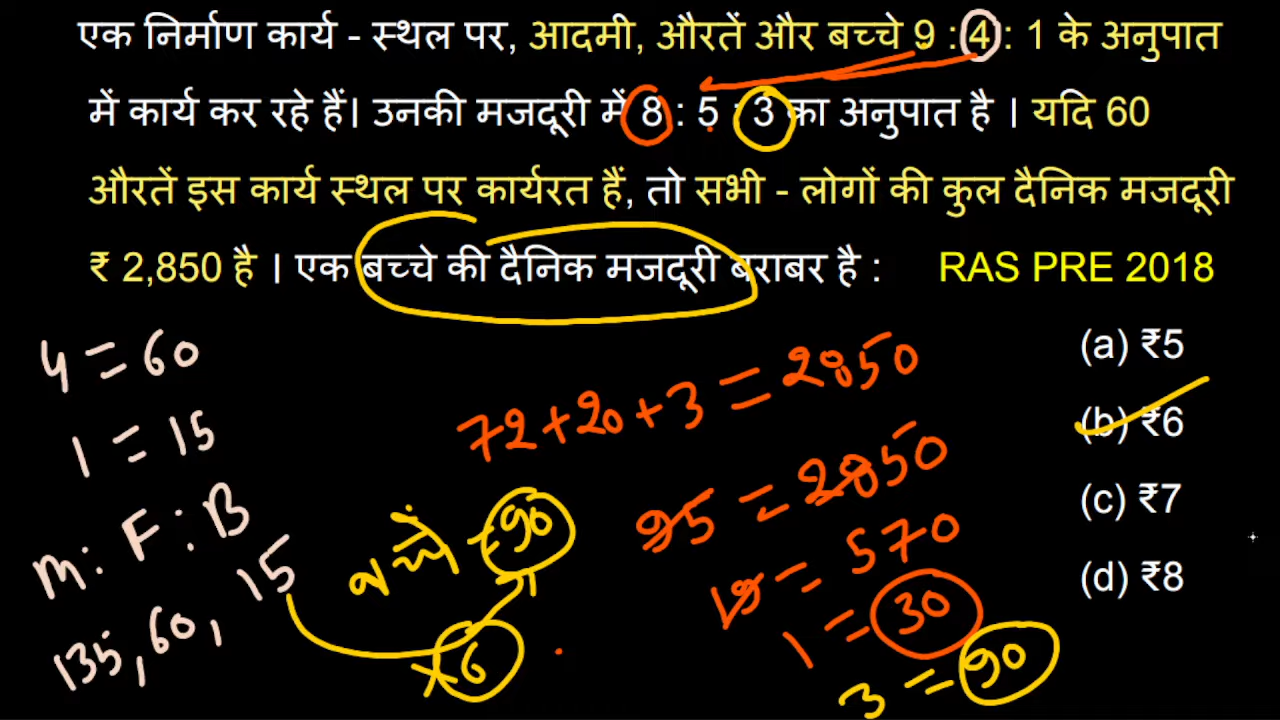 एक निर्माण कार्य - स्थल पर, आदमी, औरतें और बच्चे 9 : 4 : 1 के अनुपात
में कार्य कर रहे हैं। उनकी मजदूरी में 8 : 5 : 3 का अनुपात है । यदि 60
औरतें इस कार्य स्थल पर कार्यरत हैं, तो सभी - लोगों की कुल दैनिक मजदूरी
₹ 2,850 है । एक बच्चे की दैनिक मजदूरी बराबर है : RAS PRE 2018
(a) ₹5
(b) ₹6
(c) ₹7
(d) ₹8
4 = 60
1 = 15
M : F : B
135, 60, 15
बच्चे = 90
×6
72 + 20 + 3 = 2850
95 = 2850
19 = 570
1 = 30
3 = 90